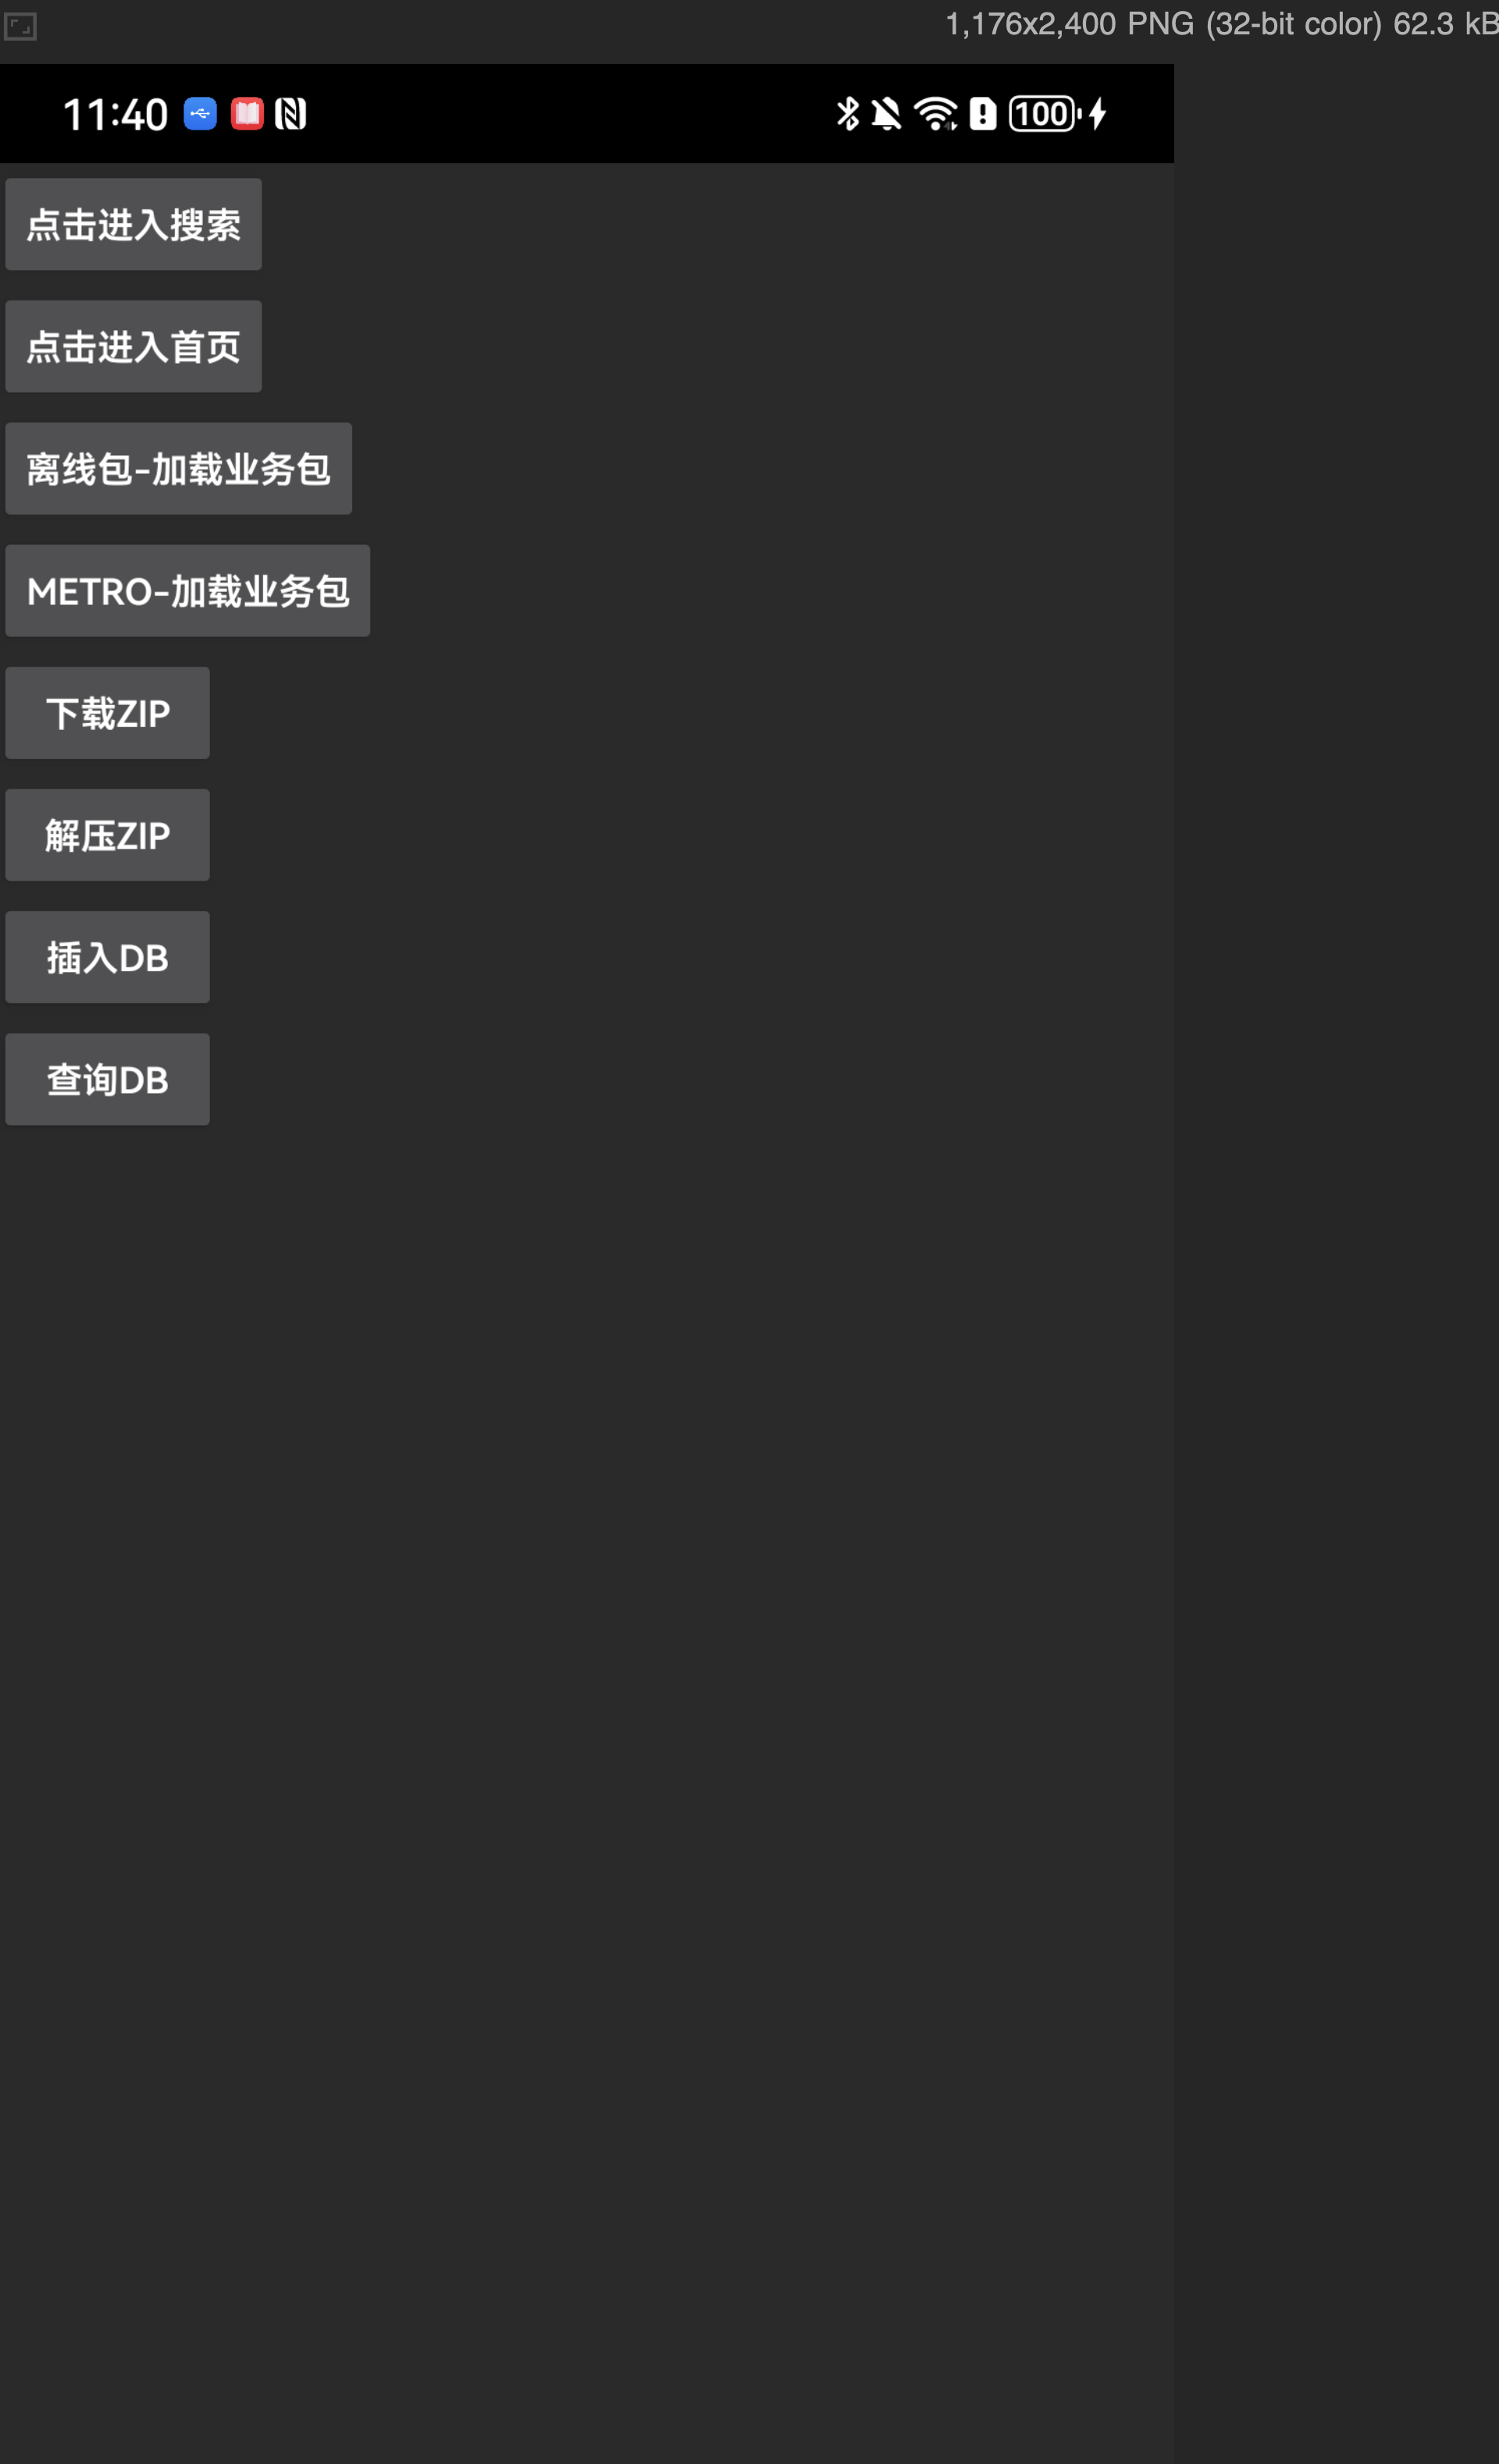 1,176x2,400 PNG (32-bit color) 62.3 kB
11:40
100
点击进入搜索
点击进入首页
离线包-加载业务包
METRO-加载业务包
下载ZIP
解压ZIP
插入DB
查询DB